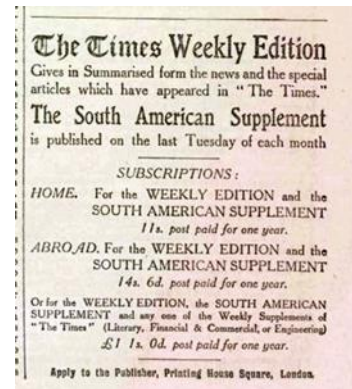 The Times Weekly Edition
Gives in Summarised form the news and the special
articles which have appeared in "The Times."
The South American Supplement
is published on the last Tuesday of each month
SUBSCRIPTIONS:
HOME. For the WEEKLY EDITION and the
SOUTH AMERICAN SUPPLEMENT
11s. post paid for one year.
ABROAD. For the WEEKLY EDITION and the
SOUTH AMERICAN SUPPLEMENT
14s. 6d. post paid for one year.
Or for the WEEKLY EDITION, the SOUTH AMERICAN
SUPPLEMENT and any one of the Weekly Supplements of
"The Times" (Literary, Financial & Commercial, or Engineering)
£1 1s. 0d. post paid for one year.
Apply to the Publisher, Printing House Square, London.